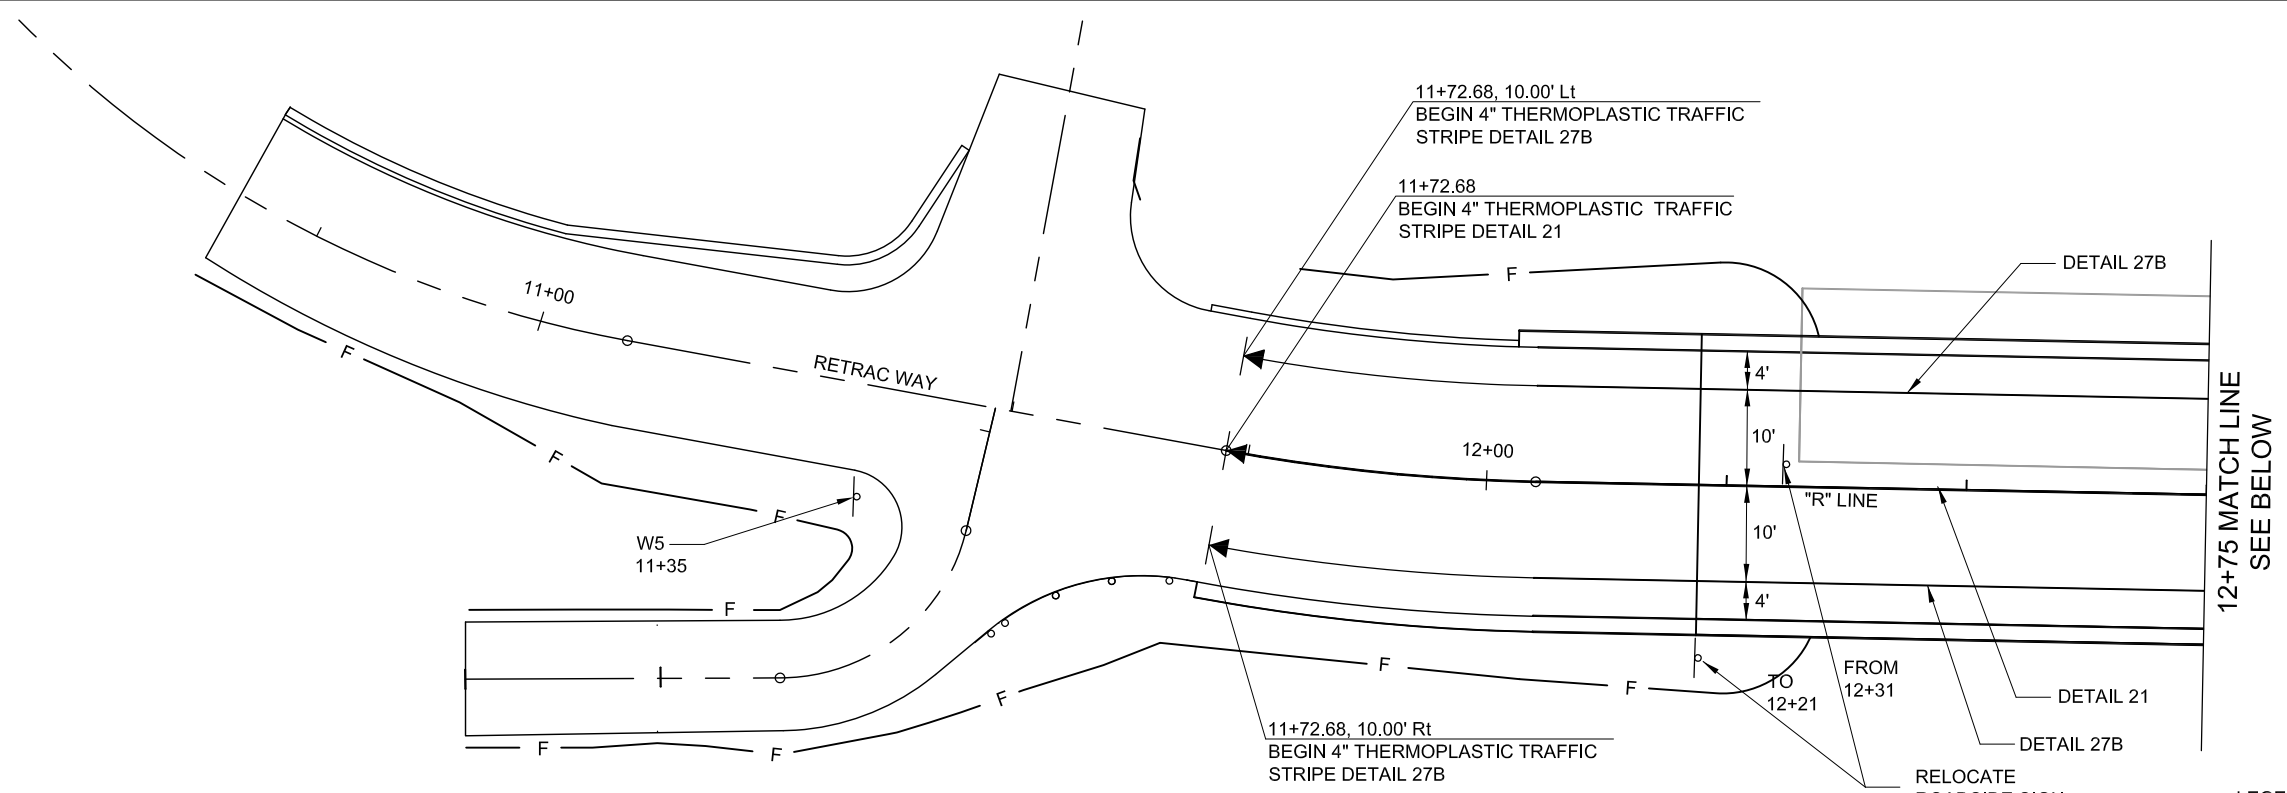 11+72.68, 10.00' Lt
BEGIN 4" THERMOPLASTIC TRAFFIC
STRIPE DETAIL 27B
11+72.68
BEGIN 4" THERMOPLASTIC TRAFFIC
STRIPE DETAIL 21
F
DETAIL 27B
11+00
F
RETRAC WAY
4'
10'
12+00
"R" LINE
10'
4'
12+75 MATCH LINE
SEE BELOW
F
F
W5
11+35
F
F
F
F
F
F
F
TO
12+21
FROM
12+31
DETAIL 21
DETAIL 27B
11+72.68, 10.00' Rt
BEGIN 4" THERMOPLASTIC TRAFFIC
STRIPE DETAIL 27B
RELOCATE